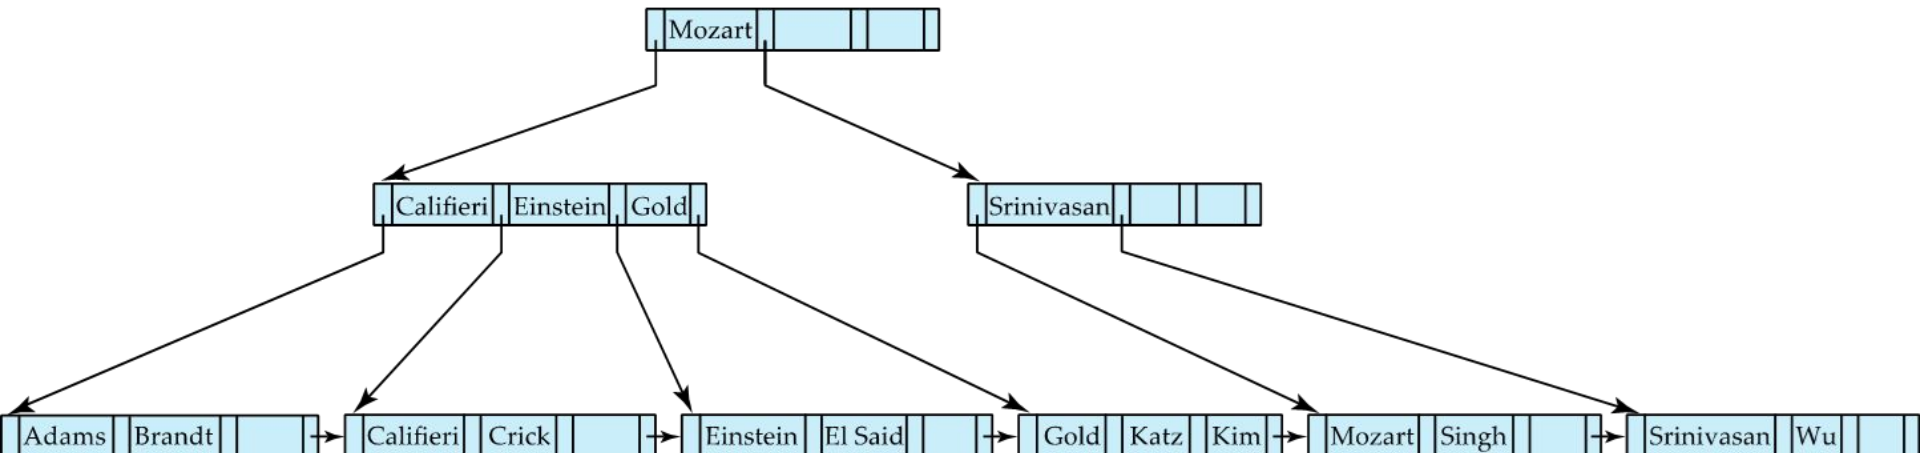 Mozart
Califieri Einstein Gold Srinivasan
Adams Brandt Califieri Crick Einstein El Said Gold Katz Kim Mozart Singh Srinivasan Wu